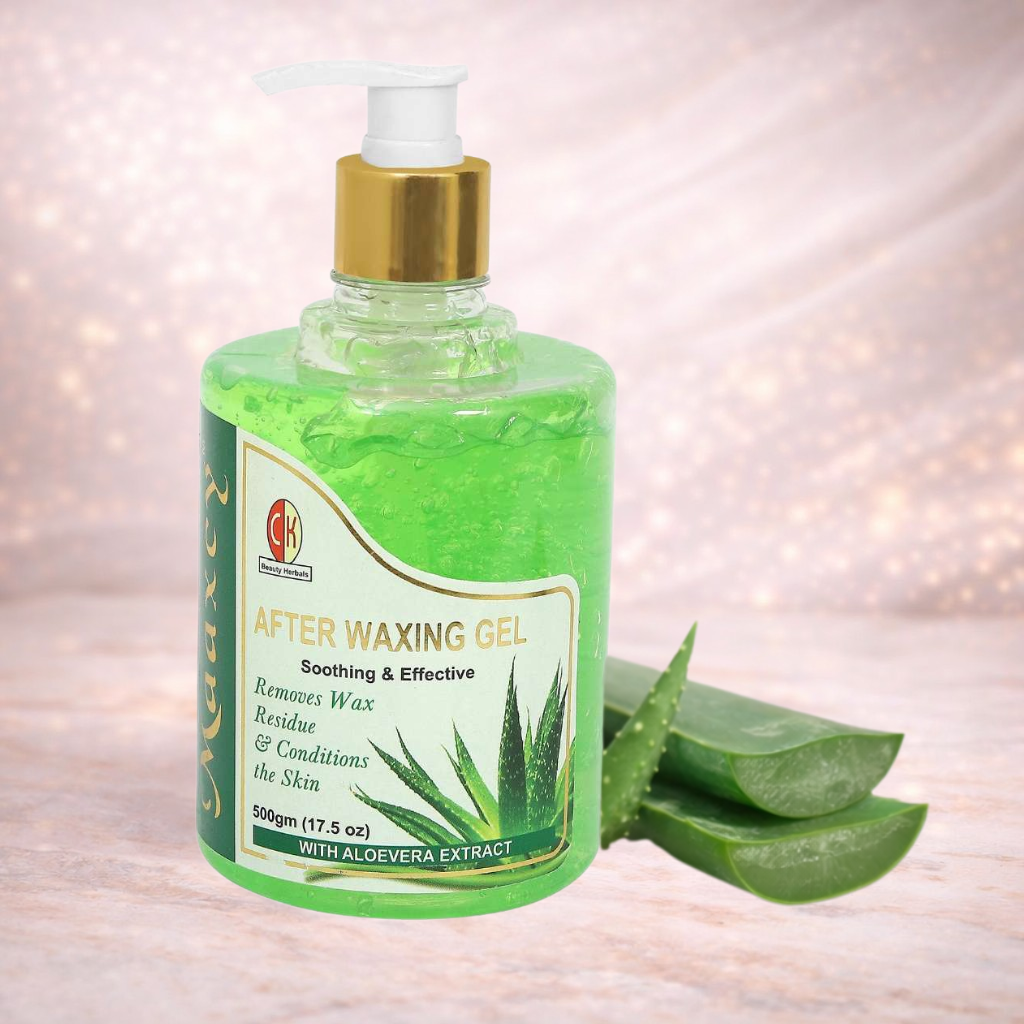 Maaxcy
CK
Beauty Herbals
AFTER WAXING GEL
Soothing & Effective
Removes Wax
Residue
& Conditions
the Skin
500gm (17.5 oz)
WITH ALOEVERA EXTRACT